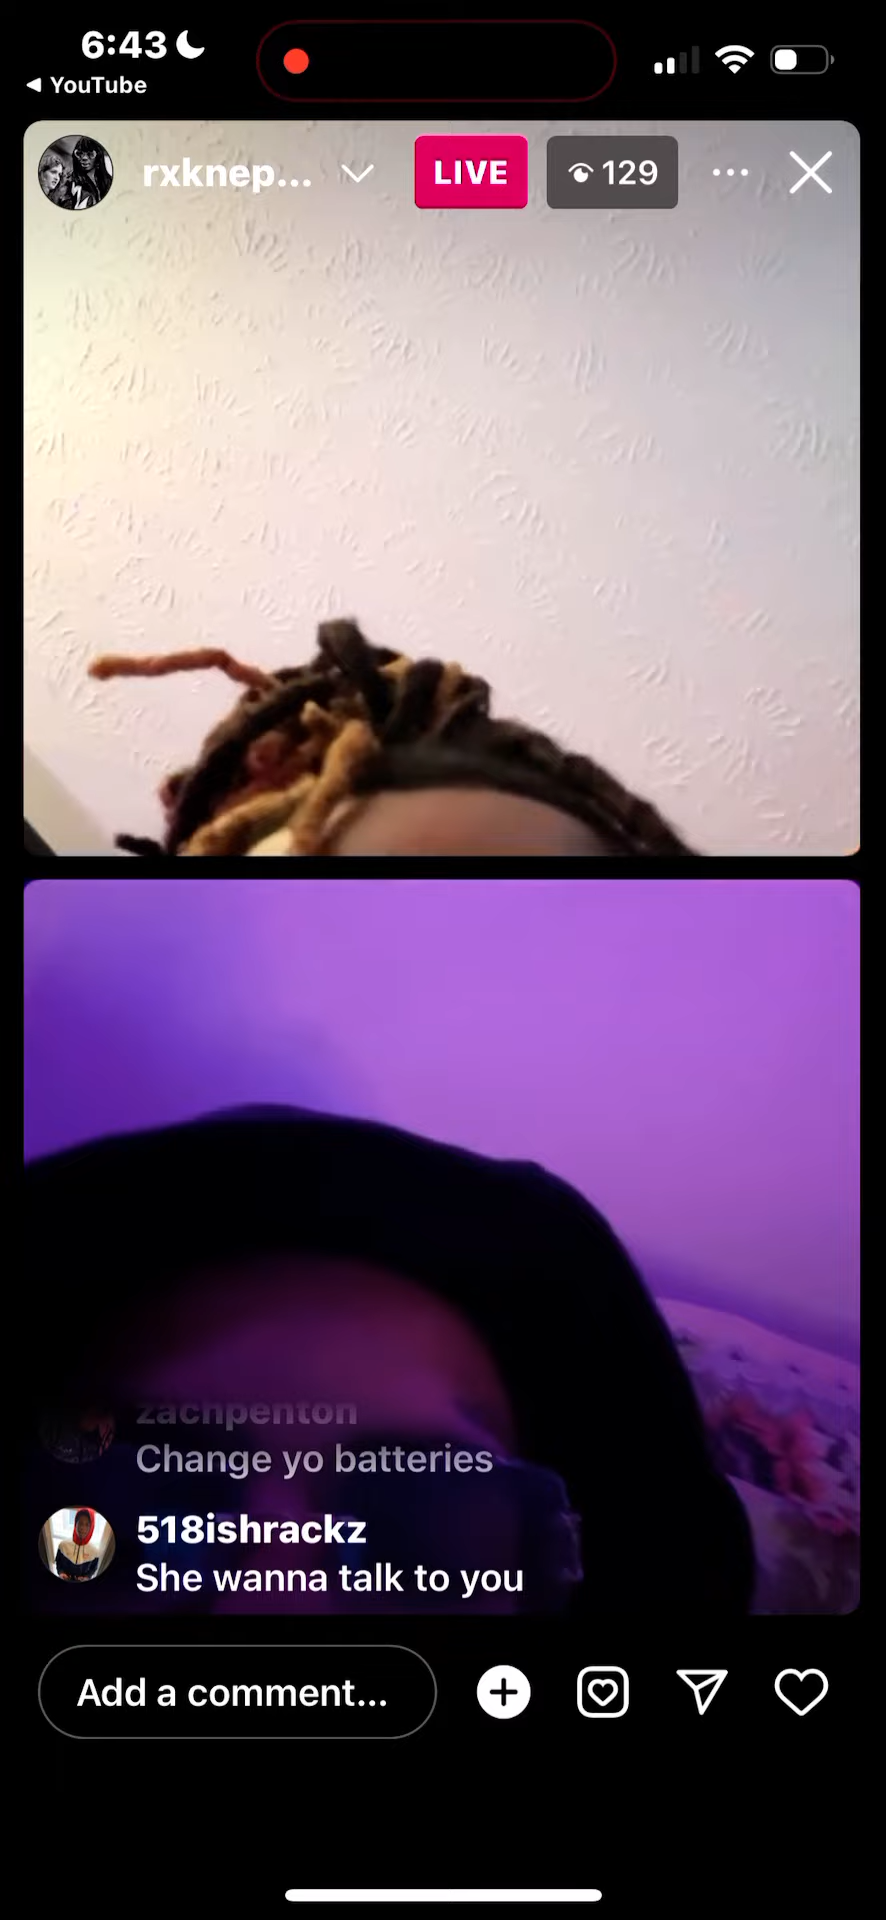 6:43
YouTube
rxknep...
LIVE
129
zachpenton
Change yo batteries
518ishrackz
She wanna talk to you
Add a comment...